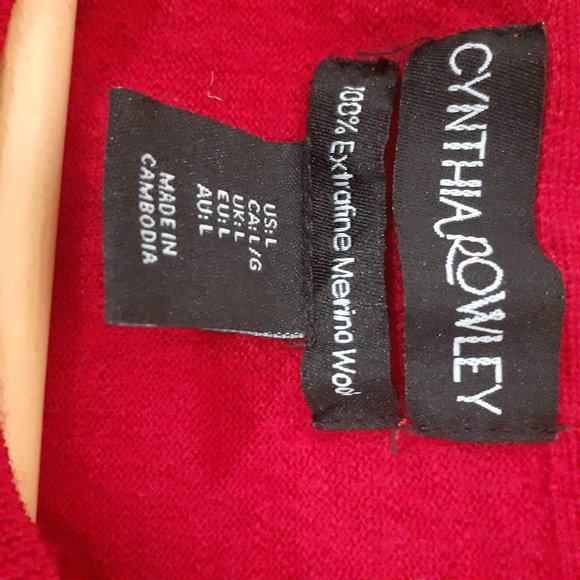 CYNTHIA ROWLEY
100% Extrafine Merino Wool
US: L
CA: L/G
UK: L
EU: L
AU: L
MADE IN
CAMBODIA